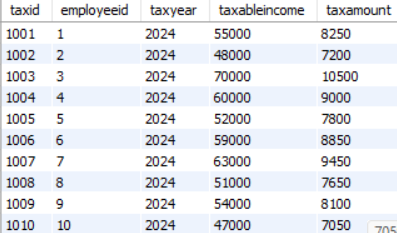 taxid employeeid taxyear taxableincome taxamount
1001 1 2024 55000 8250
1002 2 2024 48000 7200
1003 3 2024 70000 10500
1004 4 2024 60000 9000
1005 5 2024 52000 7800
1006 6 2024 59000 8850
1007 7 2024 63000 9450
1008 8 2024 51000 7650
1009 9 2024 54000 8100
1010 10 2024 47000 7050